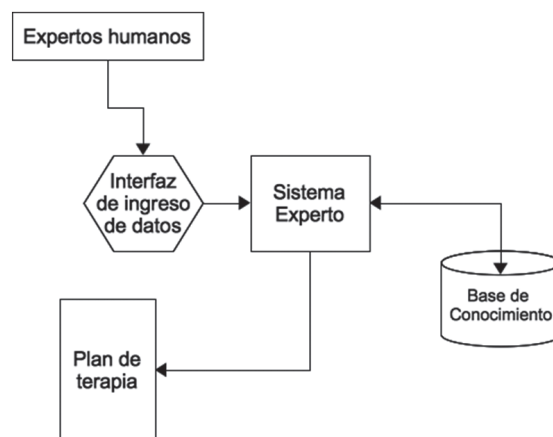 Expertos humanos
Interfaz
de ingreso
de datos
Sistema
Experto
Base de
Conocimiento
Plan de
terapia